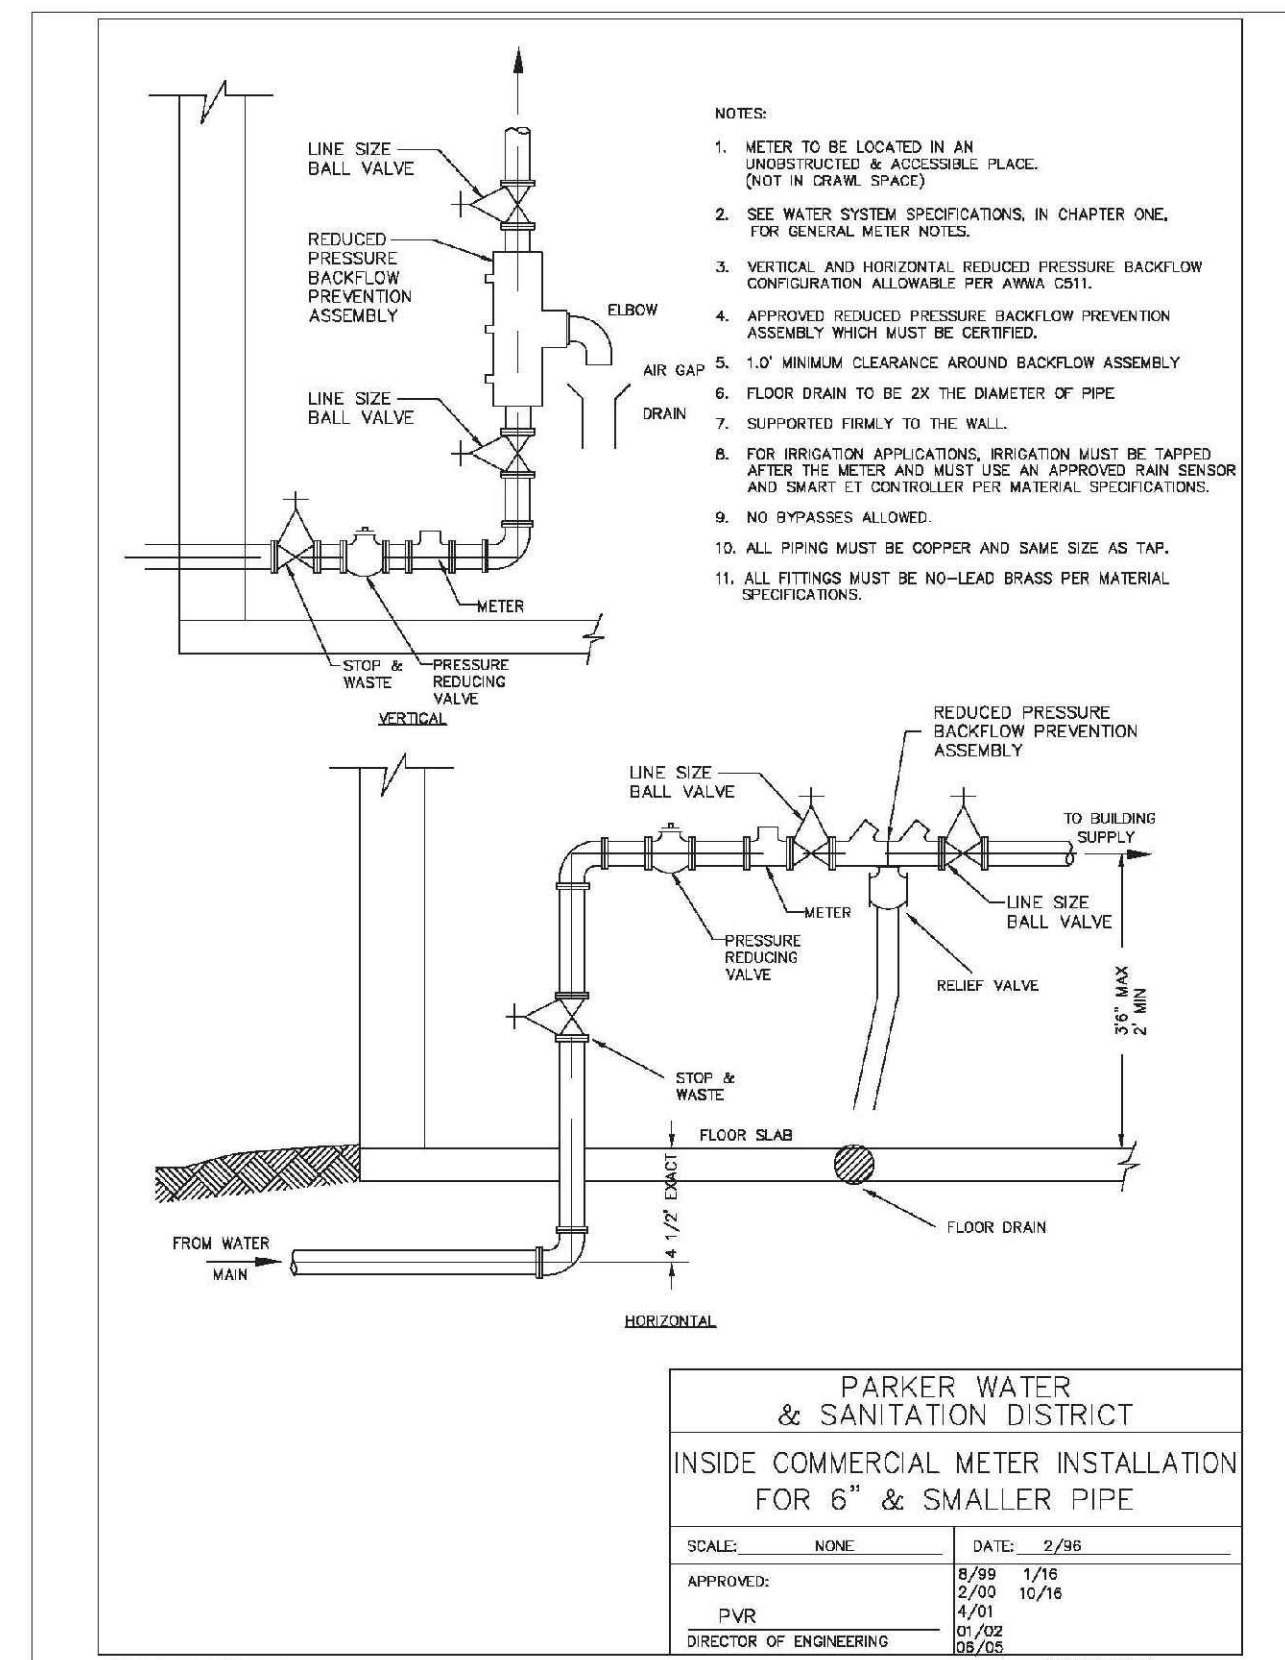 NOTES:
1. METER TO BE LOCATED IN AN
UNOBSTRUCTED & ACCESSIBLE PLACE.
(NOT IN CRAWL SPACE)
2. SEE WATER SYSTEM SPECIFICATIONS, IN CHAPTER ONE,
FOR GENERAL METER NOTES.
3. VERTICAL AND HORIZONTAL REDUCED PRESSURE BACKFLOW
CONFIGURATION ALLOWABLE PER AWWA C511.
4. APPROVED REDUCED PRESSURE BACKFLOW PREVENTION
ASSEMBLY WHICH MUST BE CERTIFIED.
5. 1.0' MINIMUM CLEARANCE AROUND BACKFLOW ASSEMBLY
6. FLOOR DRAIN TO BE 2X THE DIAMETER OF PIPE
7. SUPPORTED FIRMLY TO THE WALL.
8. FOR IRRIGATION APPLICATIONS, IRRIGATION MUST BE TAPPED
AFTER THE METER AND MUST USE AN APPROVED RAIN SENSOR
AND SMART ET CONTROLLER PER MATERIAL SPECIFICATIONS.
9. NO BYPASSES ALLOWED.
10. ALL PIPING MUST BE COPPER AND SAME SIZE AS TAP.
11. ALL FITTINGS MUST BE NO-LEAD BRASS PER MATERIAL
SPECIFICATIONS.
LINE SIZE
BALL VALVE
REDUCED
PRESSURE
BACKFLOW
PREVENTION
ASSEMBLY
ELBOW
AIR GAP
DRAIN
LINE SIZE
BALL VALVE
METER
STOP &
WASTE
PRESSURE
REDUCING
VALVE
VERTICAL
REDUCED PRESSURE
BACKFLOW PREVENTION
ASSEMBLY
LINE SIZE
BALL VALVE
TO BUILDING
SUPPLY
METER
LINE SIZE
BALL VALVE
PRESSURE
REDUCING
VALVE
RELIEF VALVE
3'6" MAX
2' MIN
STOP &
WASTE
FLOOR SLAB
4 1/2' EXACT
FLOOR DRAIN
FROM WATER
MAIN
HORIZONTAL
PARKER WATER
& SANITATION DISTRICT
INSIDE COMMERCIAL METER INSTALLATION
FOR 6" & SMALLER PIPE
SCALE: NONE
DATE: 2/96
APPROVED:
PVR
DIRECTOR OF ENGINEERING
8/99 1/16
2/00 10/16
4/01
01/02
06/05